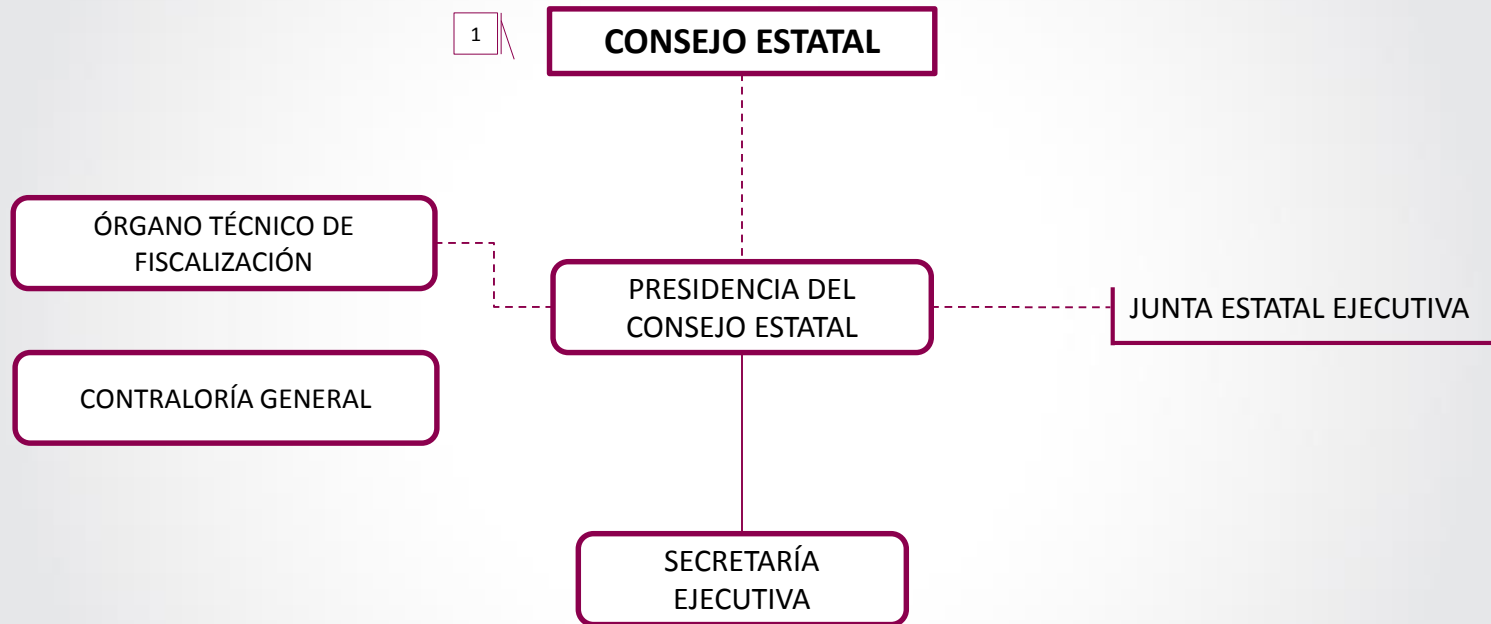 1
CONSEJO ESTATAL
ÓRGANO TÉCNICO DE
FISCALIZACIÓN
PRESIDENCIA DEL
CONSEJO ESTATAL
JUNTA ESTATAL EJECUTIVA
CONTRALORÍA GENERAL
SECRETARÍA
EJECUTIVA